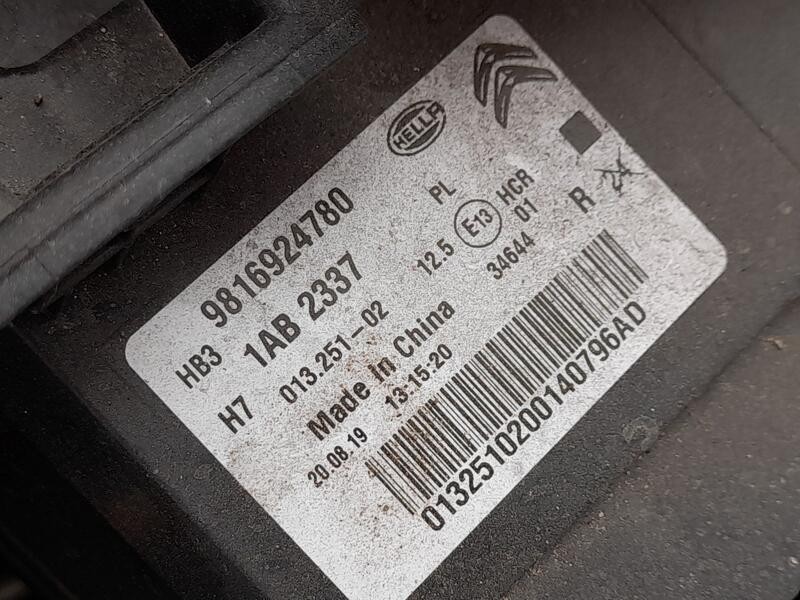 HELLA
9816924780
HB3 1AB 2337 PL
H7 013.251-02 12.5 E13 HCR
01
34644 R
Made In China
20.08.19 13:15:20
0132510200140796AD